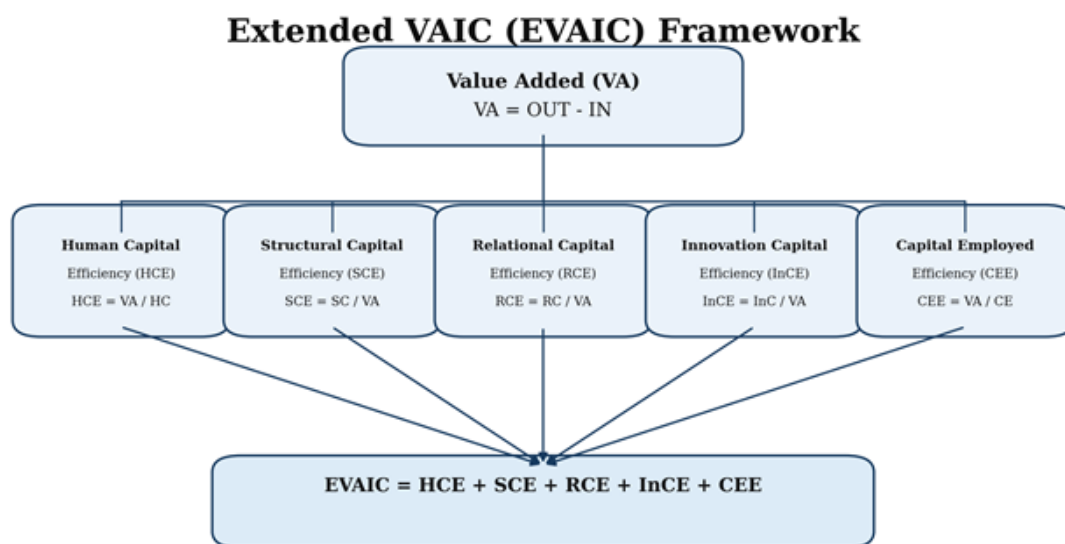 Extended VAIC (EVAIC) Framework
Value Added (VA)
VA = OUT - IN
Human Capital
Efficiency (HCE)
HCE = VA / HC
Structural Capital
Efficiency (SCE)
SCE = SC / VA
Relational Capital
Efficiency (RCE)
RCE = RC / VA
Innovation Capital
Efficiency (InCE)
InCE = InC / VA
Capital Employed
Efficiency (CEE)
CEE = VA / CE
EVAIC = HCE + SCE + RCE + InCE + CEE